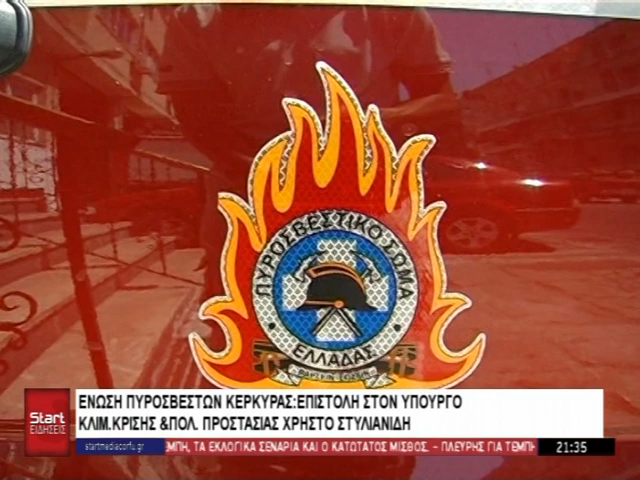 ΠΥΡΟΣΒΕΣΤΙΚΟ ΣΩΜΑ
ΕΛΛΑΔΑΣ
ΕΝΩΣΗ ΠΥΡΟΣΒΕΣΤΩΝ ΚΕΡΚΥΡΑΣ:ΕΠΙΣΤΟΛΗ ΣΤΟΝ ΥΠΟΥΡΓΟ
ΚΛΙΜ.ΚΡΙΣΗΣ &ΠΟΛ. ΠΡΟΣΤΑΣΙΑΣ ΧΡΗΣΤΟ ΣΤΥΛΙΑΝΙΔΗ
Start
ΕΙΔΗΣΕΙΣ
startmediacorfu.gr
ΕΜΠΗ, ΤΑ ΕΚΛΟΓΙΚΑ ΣΕΝΑΡΙΑ ΚΑΙ Ο ΚΑΤΩΤΑΤΟΣ ΜΙΣΘΟΣ. – ΠΛΕΥΡΗΣ ΓΙΑ ΤΕΜΠΗ
21:35